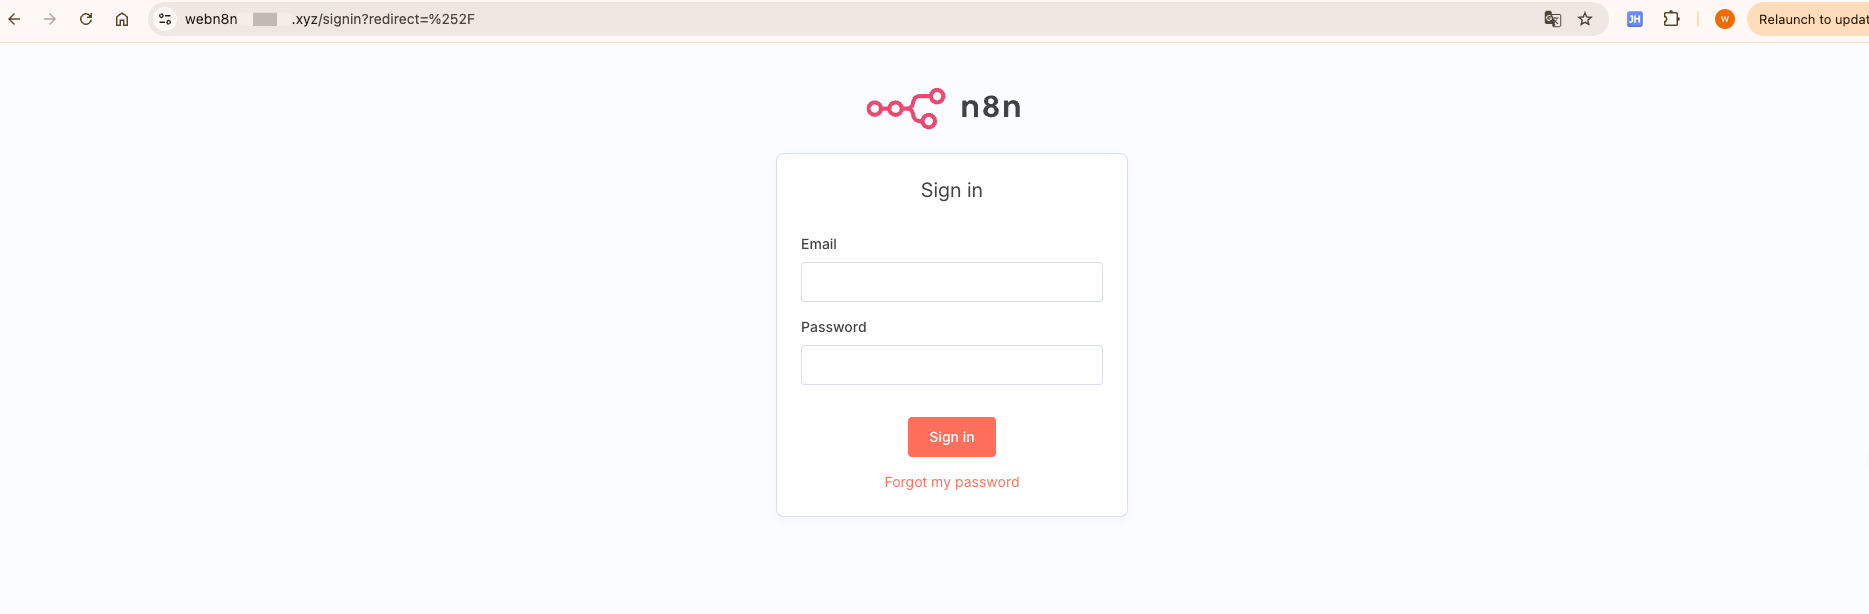 webn8n .xyz/signin?redirect=%252F
JH
W
Relaunch to updat
n8n
Sign in
Email
Password
Sign in
Forgot my password